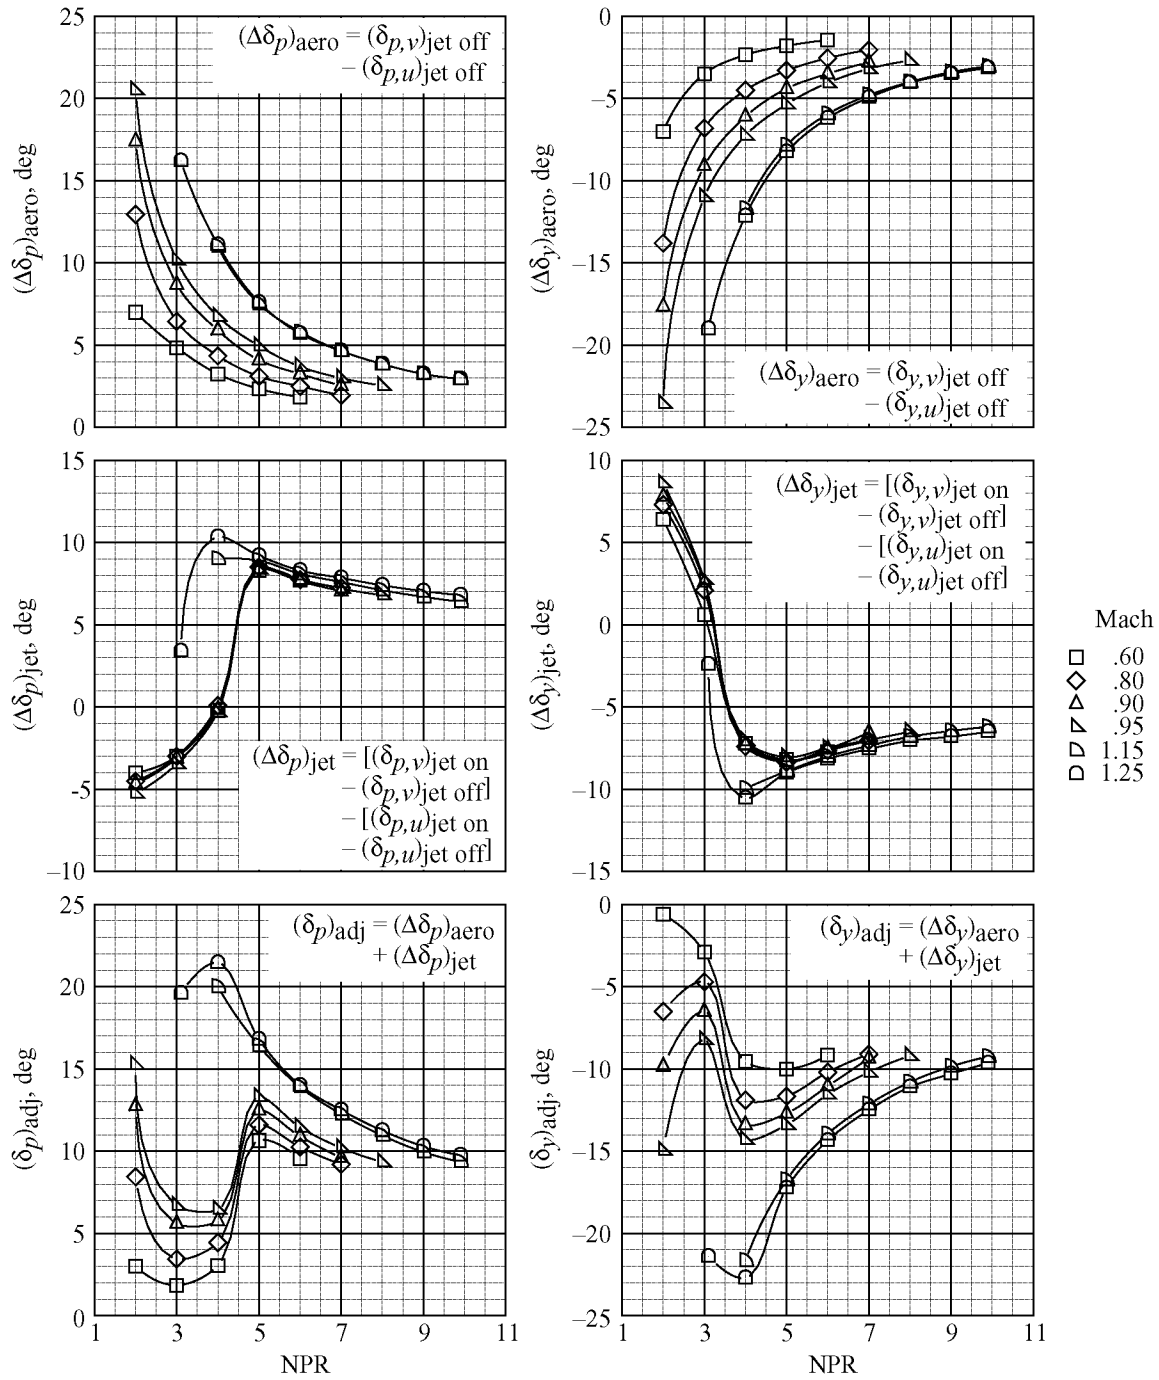 25
20
15
10
5
0
(Δδp)aero, deg
(Δδp)aero = (δp,v)jet off
– (δp,u)jet off
0
–5
–10
–15
–20
–25
(Δδy)aero, deg
(Δδy)aero = (δy,v)jet off
– (δy,u)jet off
15
10
5
0
-5
–10
(Δδp)jet, deg
(Δδp)jet = [(δp,v)jet on
– (δp,v)jet off]
– [(δp,u)jet on
– (δp,u)jet off]
10
5
0
–5
–10
–15
(Δδy)jet, deg
(Δδy)jet = [(δy,v)jet on
– (δy,v)jet off]
– [(δy,u)jet on
– (δy,u)jet off]
Mach
.60
.80
.90
.95
1.15
1.25
25
20
15
10
5
0
(δp)adj, deg
(δp)adj = (Δδp)aero
+ (Δδp)jet
1 3 5 7 9 11
NPR
0
–5
–10
–15
–20
–25
(δy)adj, deg
(δy)adj = (Δδy)aero
+ (Δδy)jet
1 3 5 7 9 11
NPR